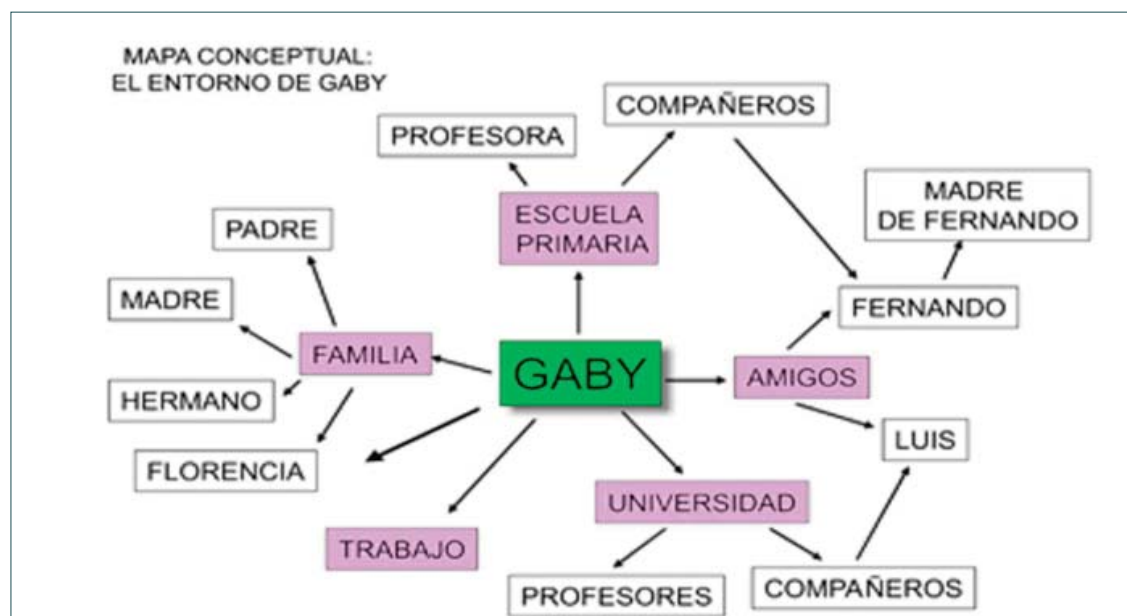 MAPA CONCEPTUAL:
EL ENTORNO DE GABY
COMPAÑEROS
PROFESORA
MADRE
DE FERNANDO
ESCUELA
PRIMARIA
PADRE
MADRE
FERNANDO
FAMILIA
GABY
AMIGOS
HERMANO
LUIS
FLORENCIA
UNIVERSIDAD
TRABAJO
PROFESORES
COMPAÑEROS